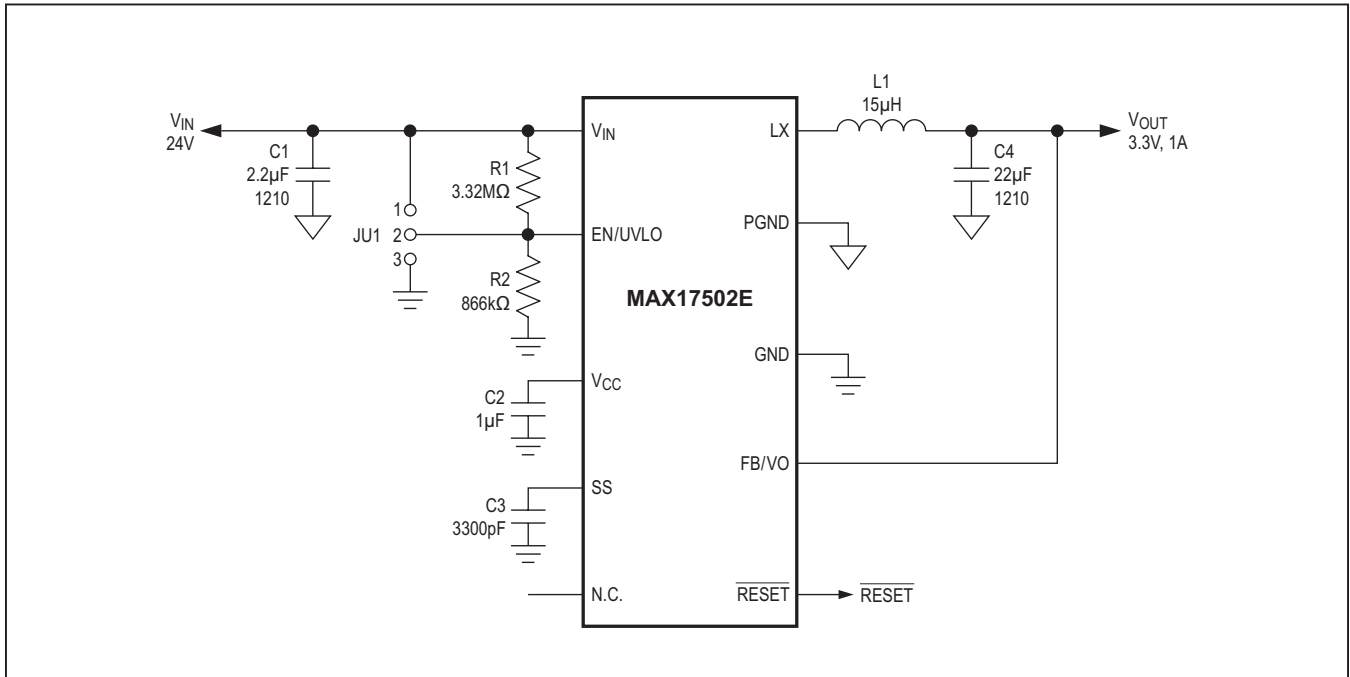 VIN
24V
C1
2.2µF
1210
1
JU1 2
3
R1
3.32MΩ
R2
866kΩ
C2
1µF
C3
3300pF
VIN
EN/UVLO
VCC
SS
N.C.
MAX17502E
LX
PGND
GND
FB/VO
RESET
RESET
L1
15µH
C4
22µF
1210
VOUT
3.3V, 1A